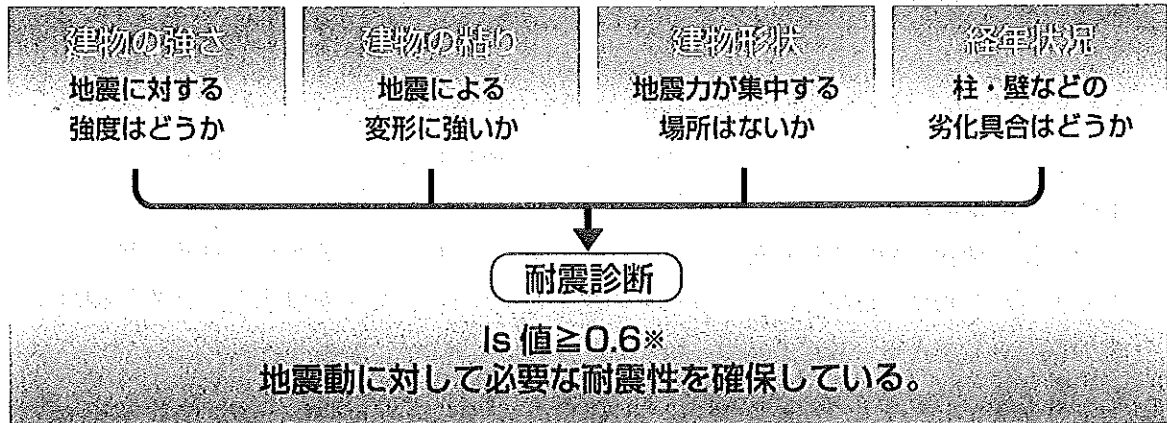 建物の強さ
地震に対する
強度はどうか
建物の粘り
地震による
変形に強いか
建物形状
地震力が集中する
場所はないか
経年状況
柱・壁などの
劣化具合はどうか
耐震診断
Is 値≧0.6※
地震動に対して必要な耐震性を確保している。